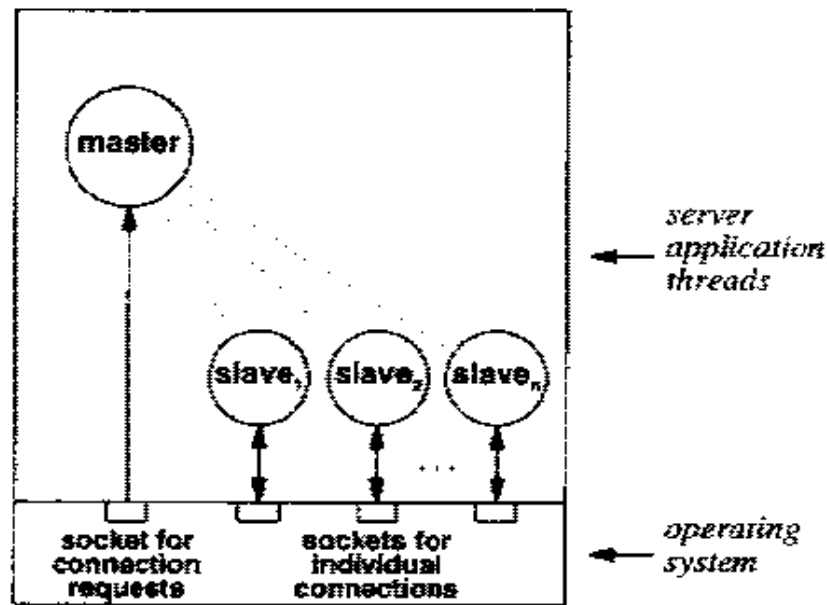 master
server
application
threads
slave₁ slave₂ slaveₙ
...
socket for
connection
requests
sockets for
individual
connections
operating
system